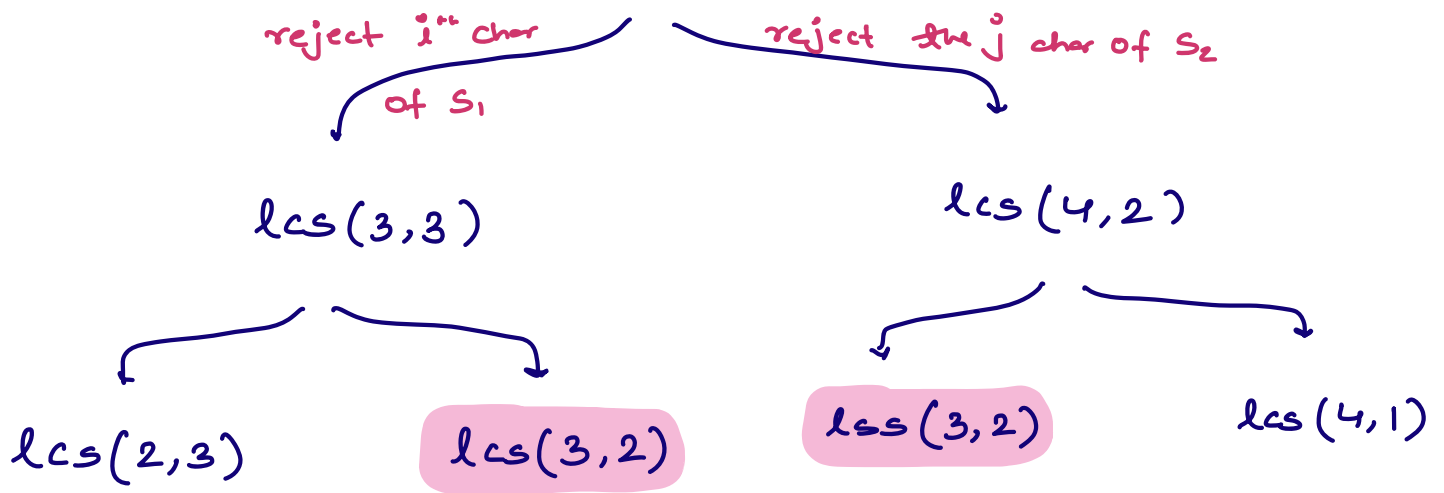 reject iᵗʰ char
of S₁
reject the j char of S₂
lcs(3,3)
lcs(4,2)
lcs(2,3)
lcs(3,2)
lss(3,2)
lcs(4,1)